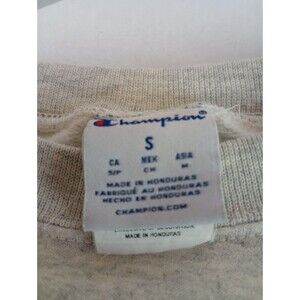 Champion
S
CA MEX ASIA
S/P CH M
MADE IN HONDURAS
FABRIQUÉ AU HONDURAS
HECHO EN HONDURAS
CHAMPION.COM
MADE IN HONDURAS